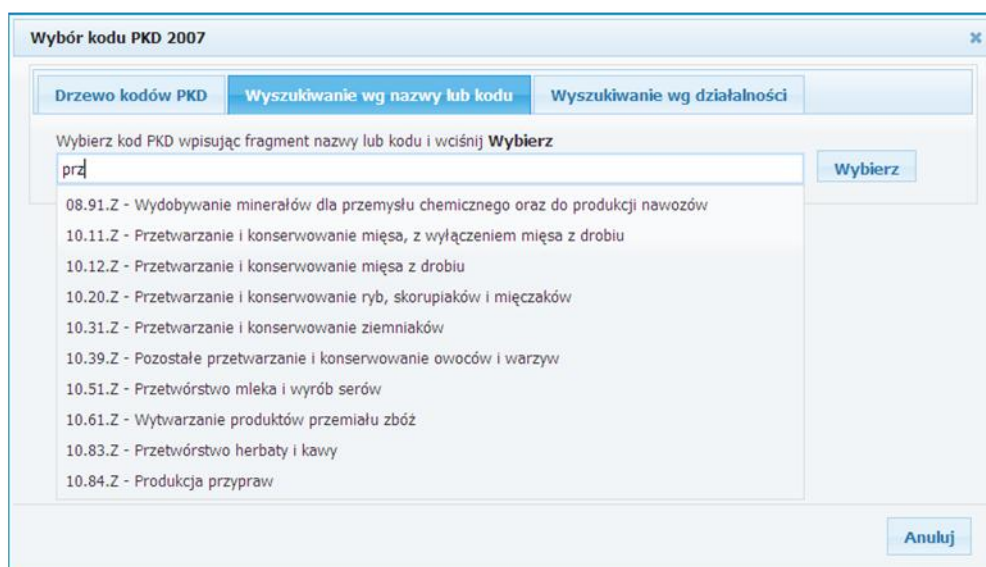 Wybór kodu PKD 2007
Drzewo kodów PKD Wyszukiwanie wg nazwy lub kodu Wyszukiwanie wg działalności
Wybierz kod PKD wpisując fragment nazwy lub kodu i wciśnij Wybierz
prz Wybierz
08.91.Z - Wydobywanie minerałów dla przemysłu chemicznego oraz do produkcji nawozów
10.11.Z - Przetwarzanie i konserwowanie mięsa, z wyłączeniem mięsa z drobiu
10.12.Z - Przetwarzanie i konserwowanie mięsa z drobiu
10.20.Z - Przetwarzanie i konserwowanie ryb, skorupiaków i mięczaków
10.31.Z - Przetwarzanie i konserwowanie ziemniaków
10.39.Z - Pozostałe przetwarzanie i konserwowanie owoców i warzyw
10.51.Z - Przetwórstwo mleka i wyrób serów
10.61.Z - Wytwarzanie produktów przemiału zbóż
10.83.Z - Przetwórstwo herbaty i kawy
10.84.Z - Produkcja przypraw
Anuluj